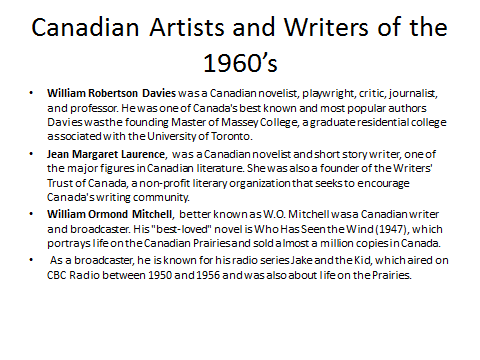 Canadian Artists and Writers of the
1960's
• William Robertson Davies was a Canadian novelist, playwright, critic, journalist,
and professor. He was one of Canada's best known and most popular authors
Davies was the founding Master of Massey College, a graduate residential college
associated with the University of Toronto.
• Jean Margaret Laurence, was a Canadian novelist and short story writer, one of
the major figures in Canadian literature. She was also a founder of the Writers'
Trust of Canada, a non-profit literary organization that seeks to encourage
Canada's writing community.
• William Ormond Mitchell, better known as W.O. Mitchell was a Canadian writer
and broadcaster. His "best-loved" novel is Who Has Seen the Wind (1947), which
portrays life on the Canadian Prairies and sold almost a million copies in Canada.
• As a broadcaster, he is known for his radio series Jake and the Kid, which aired on
CBC Radio between 1950 and 1956 and was also about life on the Prairies.